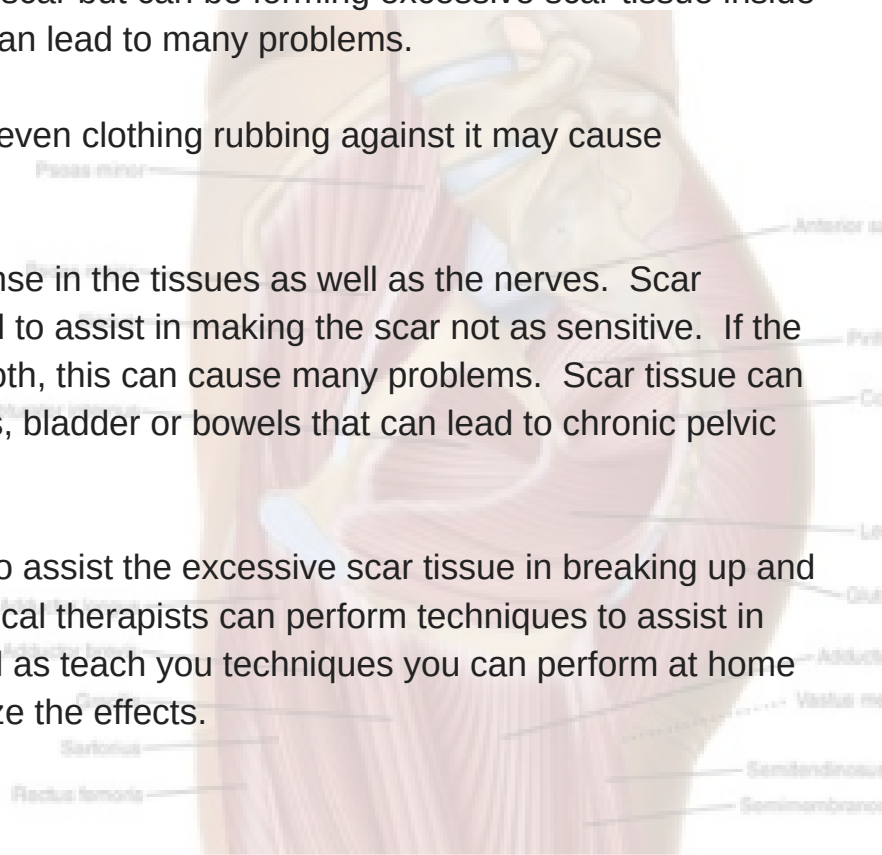 scar but can be forming excessive scar tissue inside
an lead to many problems.
even clothing rubbing against it may cause
Psoas minor
Anterior
nse in the tissues as well as the nerves.  Scar
to assist in making the scar not as sensitive.  If the
oth, this can cause many problems.  Scar tissue can
s, bladder or bowels that can lead to chronic pelvic
o assist the excessive scar tissue in breaking up and
cal therapists can perform techniques to assist in
Adductor brevis
as teach you techniques you can perform at home
ze the effects.
Sartorius
Rectus femoris